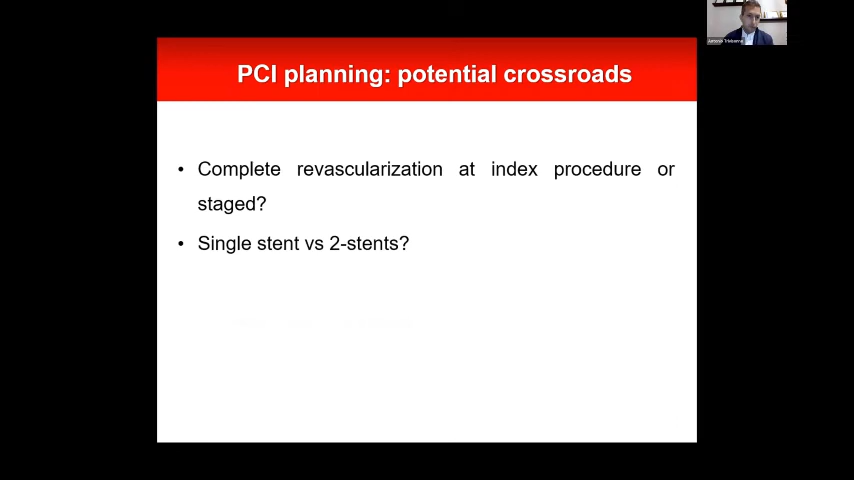 PCI planning: potential crossroads
• Complete revascularization at index procedure or
staged?
• Single stent vs 2-stents?